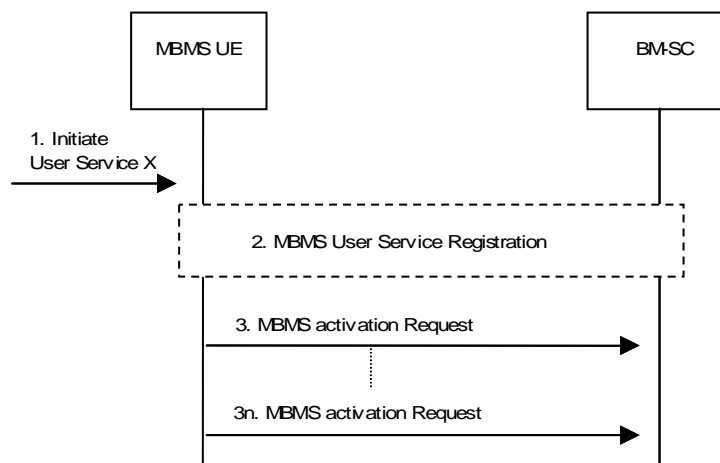 MBMS UE
BM-SC
1. Initiate
User Service X
2. MBMS User Service Registration
3. MBMS activation Request
3n. MBMS activation Request